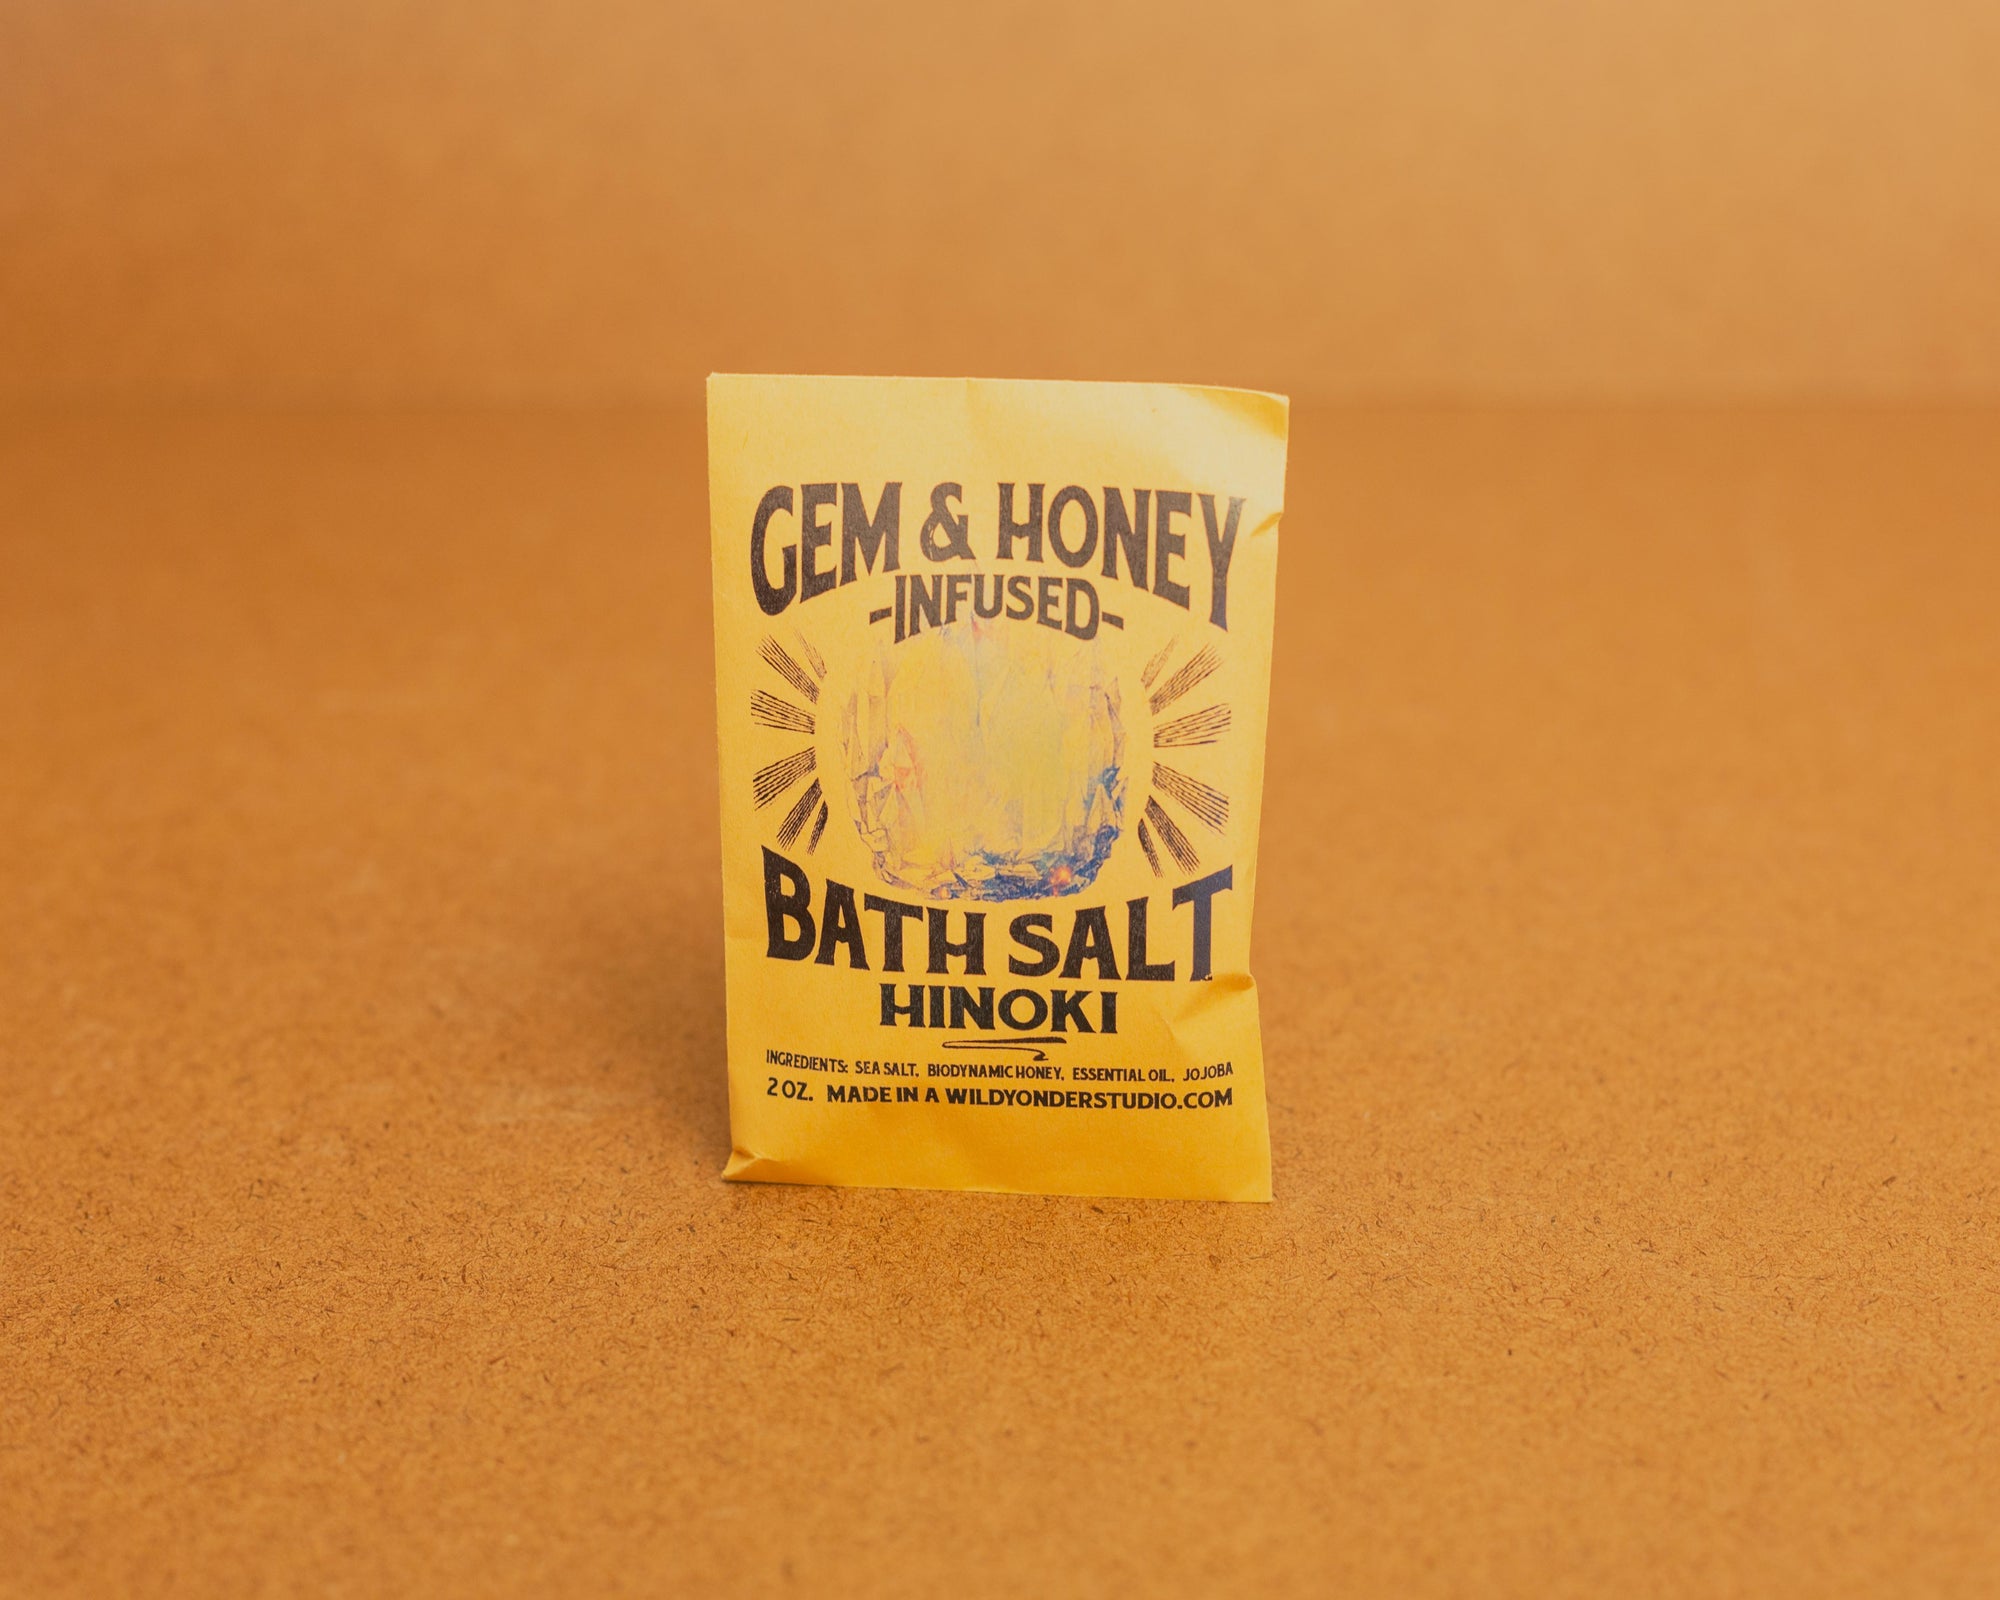 GEM & HONEY
-INFUSED-
BATH SALT
HINOKI
INGREDIENTS: SEA SALT, BIODYNAMIC HONEY, ESSENTIAL OIL, JOJOBA
2 OZ. MADE IN A WILDYONDERSTUDIO.COM